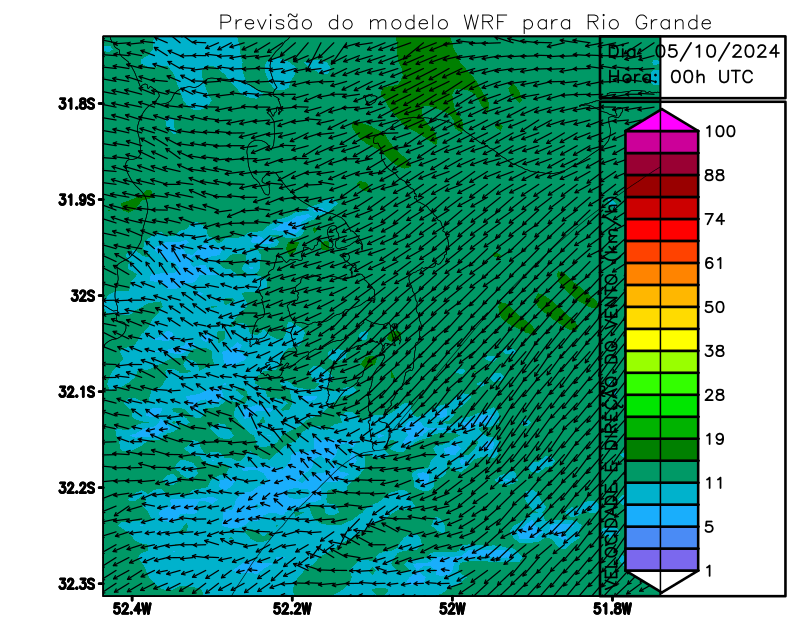 Previsão do modelo WRF para Rio Grande
Dia: 05/10/2024
Hora: 00h UTC
31.8S
31.9S
32S
32.1S
32.2S
32.3S
52.4W
52.2W
52W
51.8W
VELOCIDADE E DIREÇÃO DO VENTO (km/h)
100
88
74
61
50
38
28
19
11
5
1